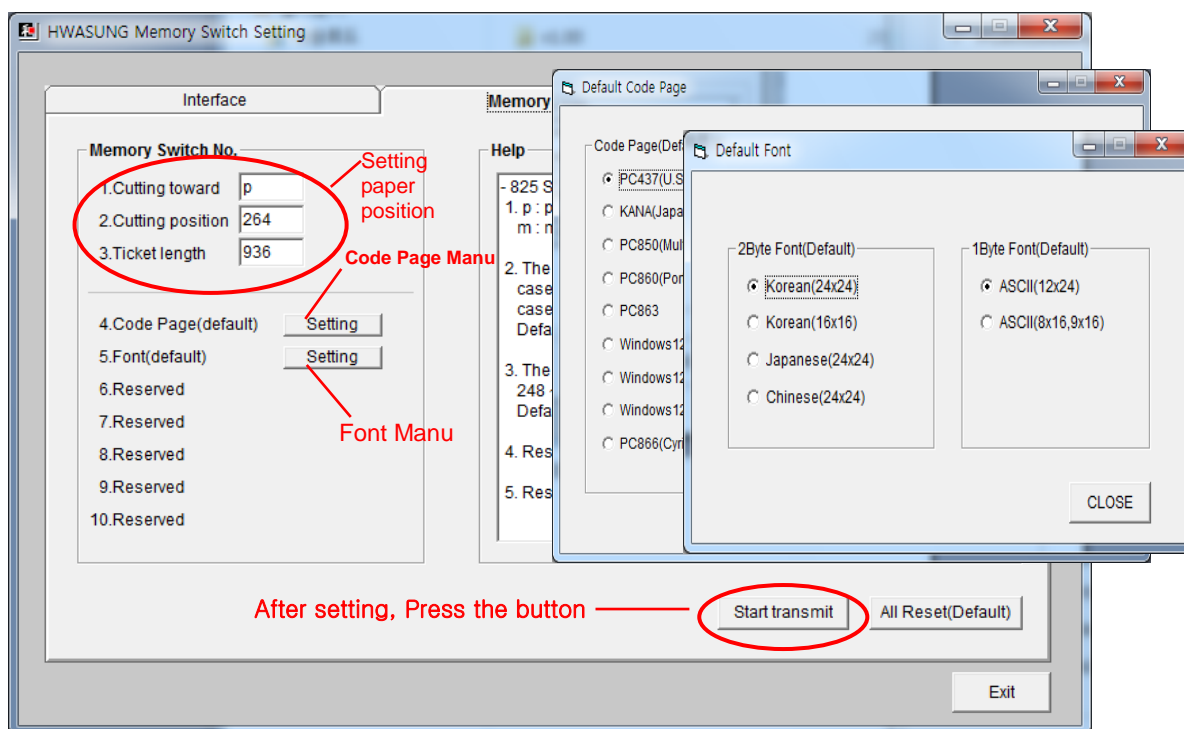 HWASUNG Memory Switch Setting
Interface
Memory
Memory Switch No.
1.Cutting toward p
2.Cutting position 264
3.Ticket length 936
Setting
paper
position
Code Page Manu
4.Code Page(default) Setting
5.Font(default) Setting
6.Reserved
7.Reserved
8.Reserved
9.Reserved
10.Reserved
Font Manu
Help
- 825 S
1. p : p
m :
2. The
case
case
Defa
3. The
248
Defa
4. Res
5. Res
Default Code Page
Code Page(Def
PC437(U.S
KANA(Japa
PC850(Mul
PC860(Por
PC863
Windows12
Windows12
Windows12
PC866(Cyri
Default Font
2Byte Font(Default)
Korean(24x24)
Korean(16x16)
Japanese(24x24)
Chinese(24x24)
1Byte Font(Default)
ASCII(12x24)
ASCII(8x16,9x16)
CLOSE
After setting, Press the button
Start transmit
All Reset(Default)
Exit